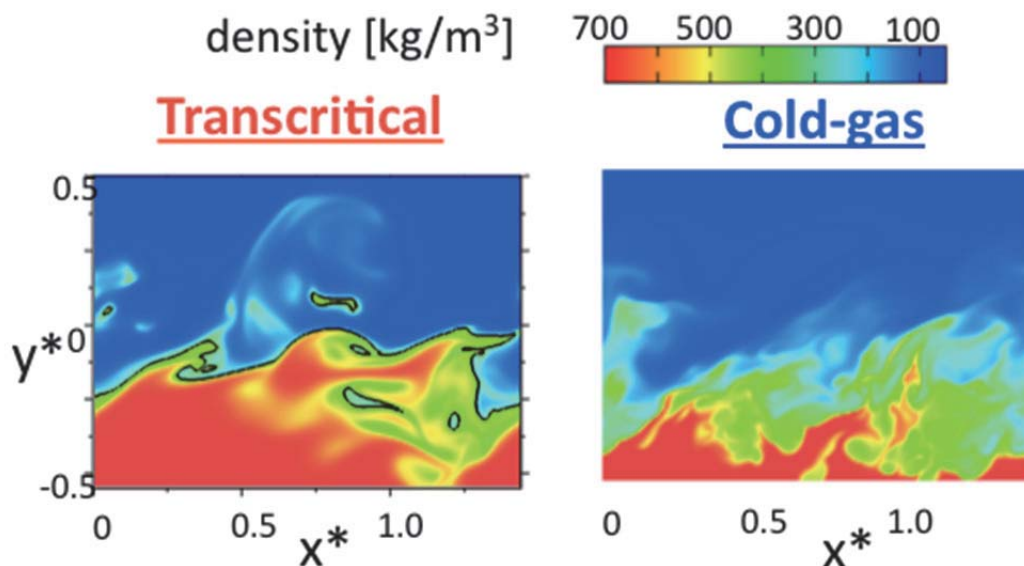 density [kg/m³]
700 500 300 100
Transcritical
Cold-gas
0.5
y* 0
-0.5
0 0.5 1.0
x*
0 0.5 1.0
x*